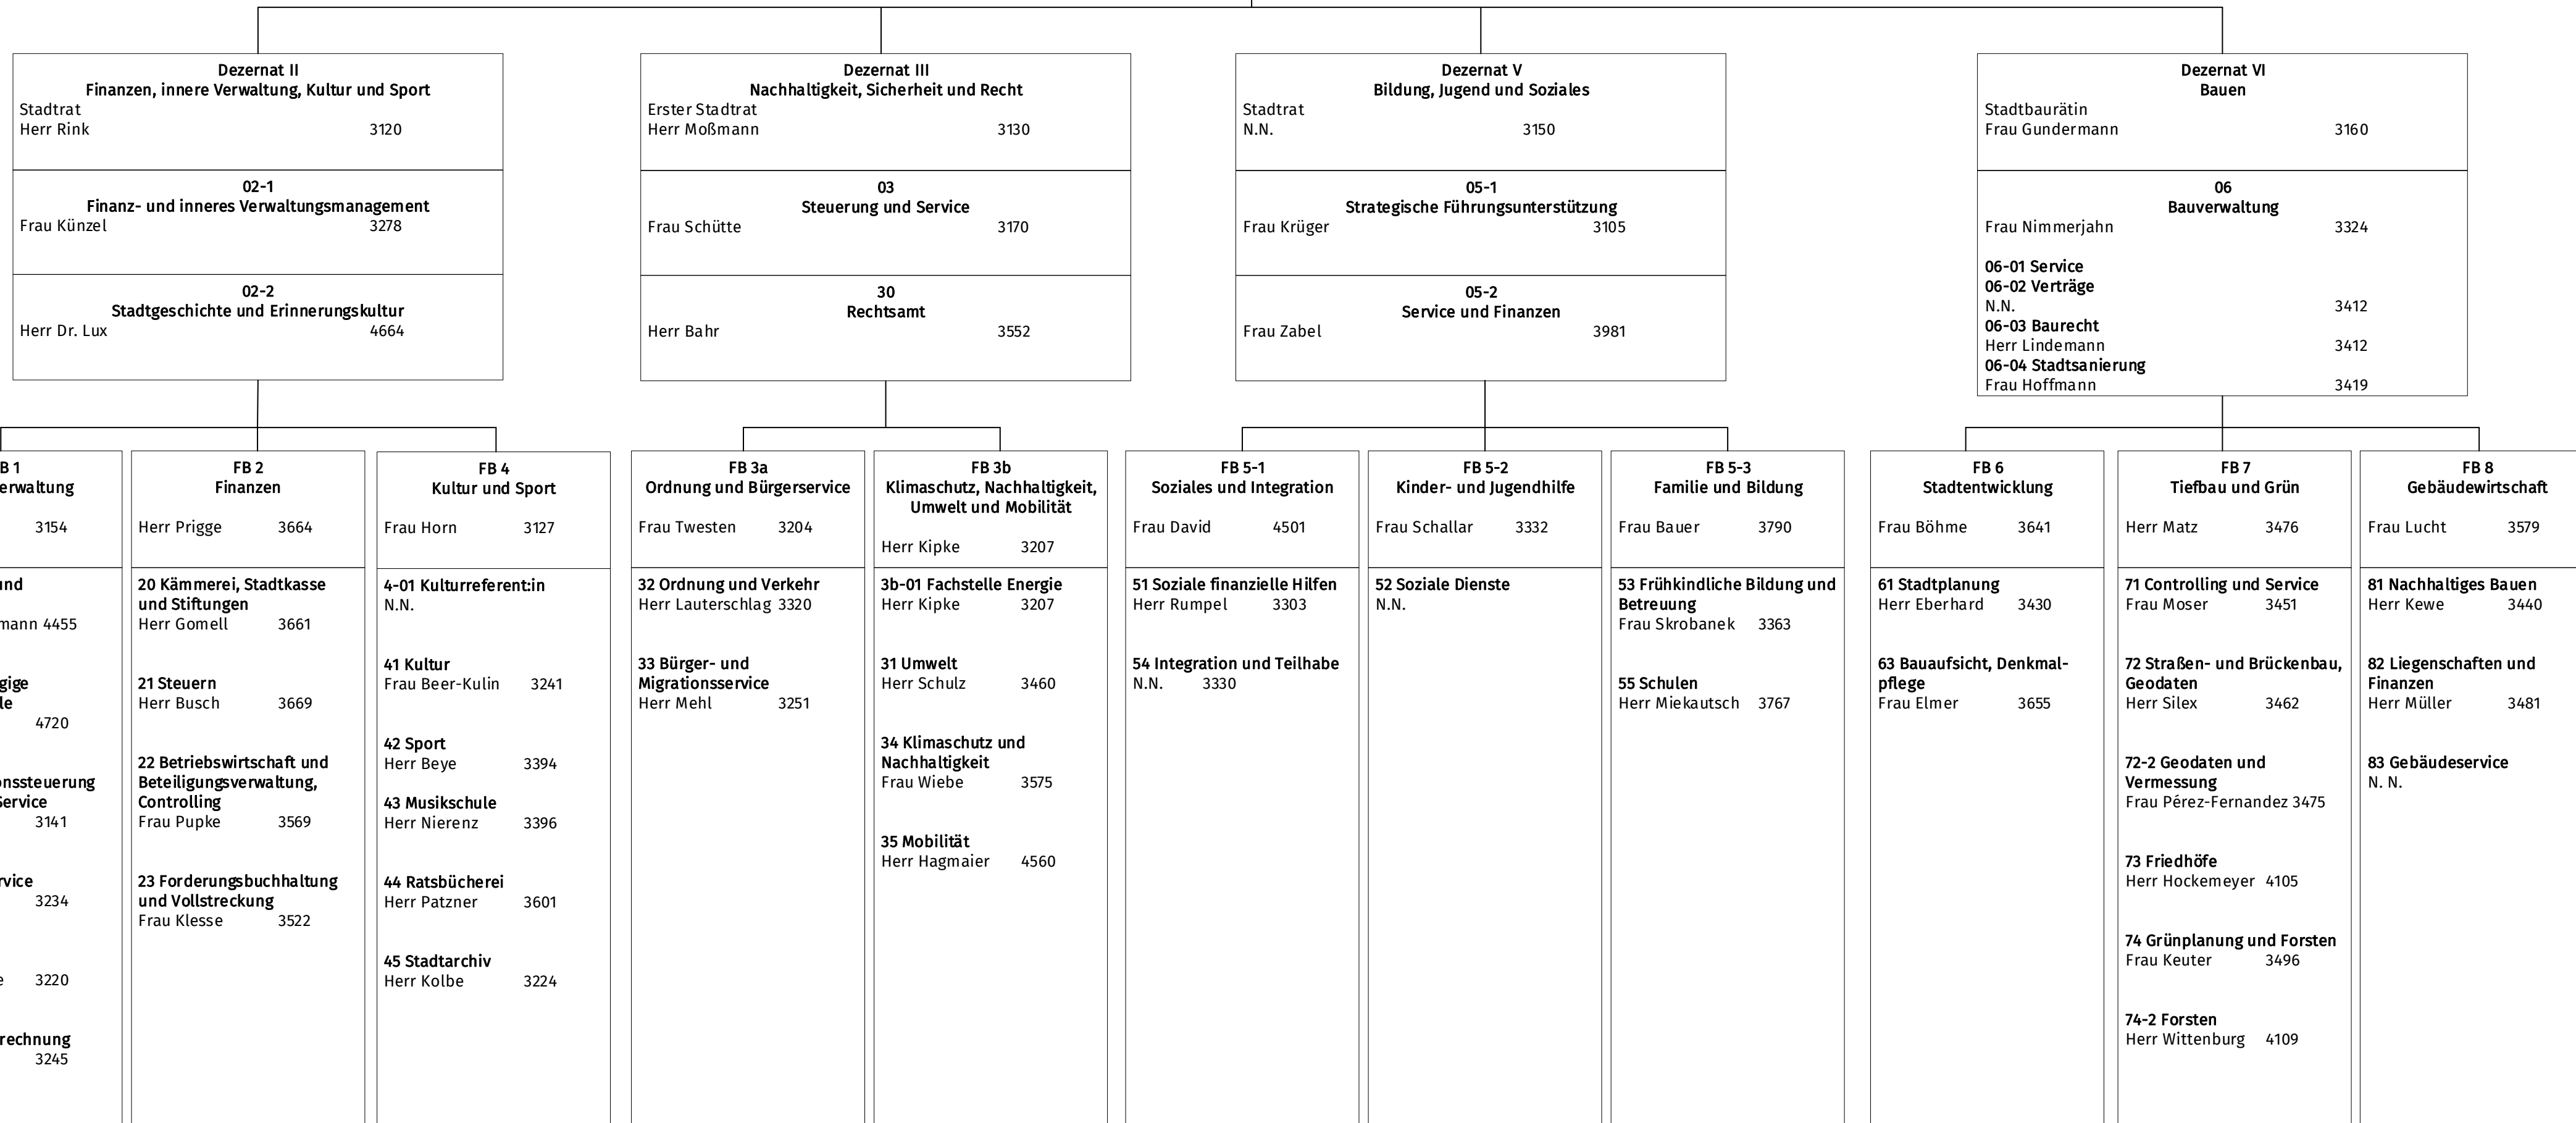 Dezernat II
Finanzen, innere Verwaltung, Kultur und Sport
Stadtrat
Herr Rink 3120
02-1
Finanz- und inneres Verwaltungsmanagement
Frau Künzel 3278
02-2
Stadtgeschichte und Erinnerungskultur
Herr Dr. Lux 4664
Dezernat III
Nachhaltigkeit, Sicherheit und Recht
Erster Stadtrat
Herr Moßmann 3130
03
Steuerung und Service
Frau Schütte 3170
30
Rechtsamt
Herr Bahr 3552
Dezernat V
Bildung, Jugend und Soziales
Stadtrat
N.N. 3150
05-1
Strategische Führungsunterstützung
Frau Krüger 3105
05-2
Service und Finanzen
Frau Zabel 3981
Dezernat VI
Bauen
Stadtbaurätin
Frau Gundermann 3160
06
Bauverwaltung
Frau Nimmerjahn 3324
06-01 Service
06-02 Verträge
N.N. 3412
06-03 Baurecht
Herr Lindemann 3412
06-04 Stadtsanierung
Frau Hoffmann 3419
B 1
erwaltung
3154
und
mann 4455
gige
le
4720
onssteuerung
Service
3141
rvice
3234
e 3220
rechnung
3245
FB 2
Finanzen
Herr Prigge 3664
20 Kämmerei, Stadtkasse
und Stiftungen
Herr Gomell 3661
21 Steuern
Herr Busch 3669
22 Betriebswirtschaft und
Beteiligungsverwaltung,
Controlling
Frau Pupke 3569
23 Forderungsbuchhaltung
und Vollstreckung
Frau Klesse 3522
FB 4
Kultur und Sport
Frau Horn 3127
4-01 Kulturreferent:in
N.N.
41 Kultur
Frau Beer-Kulin 3241
42 Sport
Herr Beye 3394
43 Musikschule
Herr Nierenz 3396
44 Ratsbücherei
Herr Patzner 3601
45 Stadtarchiv
Herr Kolbe 3224
FB 3a
Ordnung und Bürgerservice
Frau Twesten 3204
32 Ordnung und Verkehr
Herr Lauterschlag 3320
33 Bürger- und
Migrationsservice
Herr Mehl 3251
FB 3b
Klimaschutz, Nachhaltigkeit,
Umwelt und Mobilität
Herr Kipke 3207
3b-01 Fachstelle Energie
Herr Kipke 3207
31 Umwelt
Herr Schulz 3460
34 Klimaschutz und
Nachhaltigkeit
Frau Wiebe 3575
35 Mobilität
Herr Hagmaier 4560
FB 5-1
Soziales und Integration
Frau David 4501
51 Soziale finanzielle Hilfen
Herr Rumpel 3303
54 Integration und Teilhabe
N.N. 3330
FB 5-2
Kinder- und Jugendhilfe
Frau Schallar 3332
52 Soziale Dienste
N.N.
FB 5-3
Familie und Bildung
Frau Bauer 3790
53 Frühkindliche Bildung und
Betreuung
Frau Skrobanek 3363
55 Schulen
Herr Miekautsch 3767
FB 6
Stadtentwicklung
Frau Böhme 3641
61 Stadtplanung
Herr Eberhard 3430
63 Bauaufsicht, Denkmal-
pflege
Frau Elmer 3655
FB 7
Tiefbau und Grün
Herr Matz 3476
71 Controlling und Service
Frau Moser 3451
72 Straßen- und Brückenbau,
Geodaten
Herr Silex 3462
72-2 Geodaten und
Vermessung
Frau Pérez-Fernandez 3475
73 Friedhöfe
Herr Hockemeyer 4105
74 Grünplanung und Forsten
Frau Keuter 3496
74-2 Forsten
Herr Wittenburg 4109
FB 8
Gebäudewirtschaft
Frau Lucht 3579
81 Nachhaltiges Bauen
Herr Kewe 3440
82 Liegenschaften und
Finanzen
Herr Müller 3481
83 Gebäudeservice
N. N.